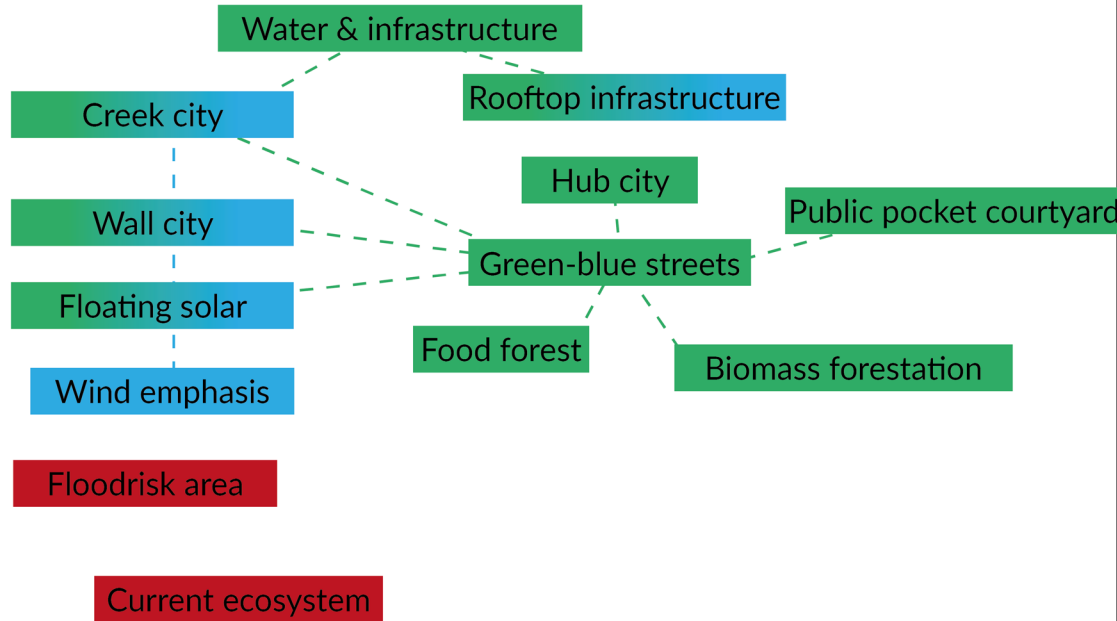 Water & infrastructure
Rooftop infrastructure
Creek city
Hub city
Public pocket courtyard
Wall city
Green-blue streets
Floating solar
Food forest
Biomass forestation
Wind emphasis
Floodrisk area
Current ecosystem